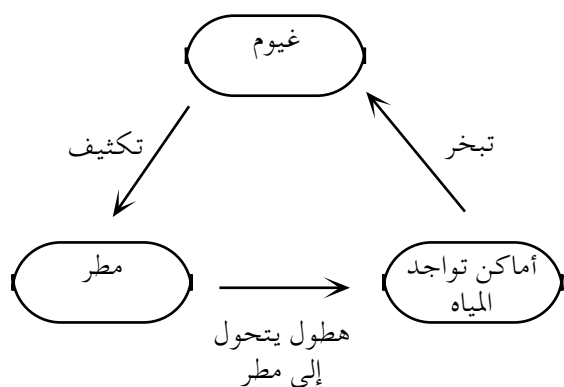 غيوم
تكثيف
تبخر
مطر
أماكن تواجد
المياه
هطول يتحول
إلى مطر